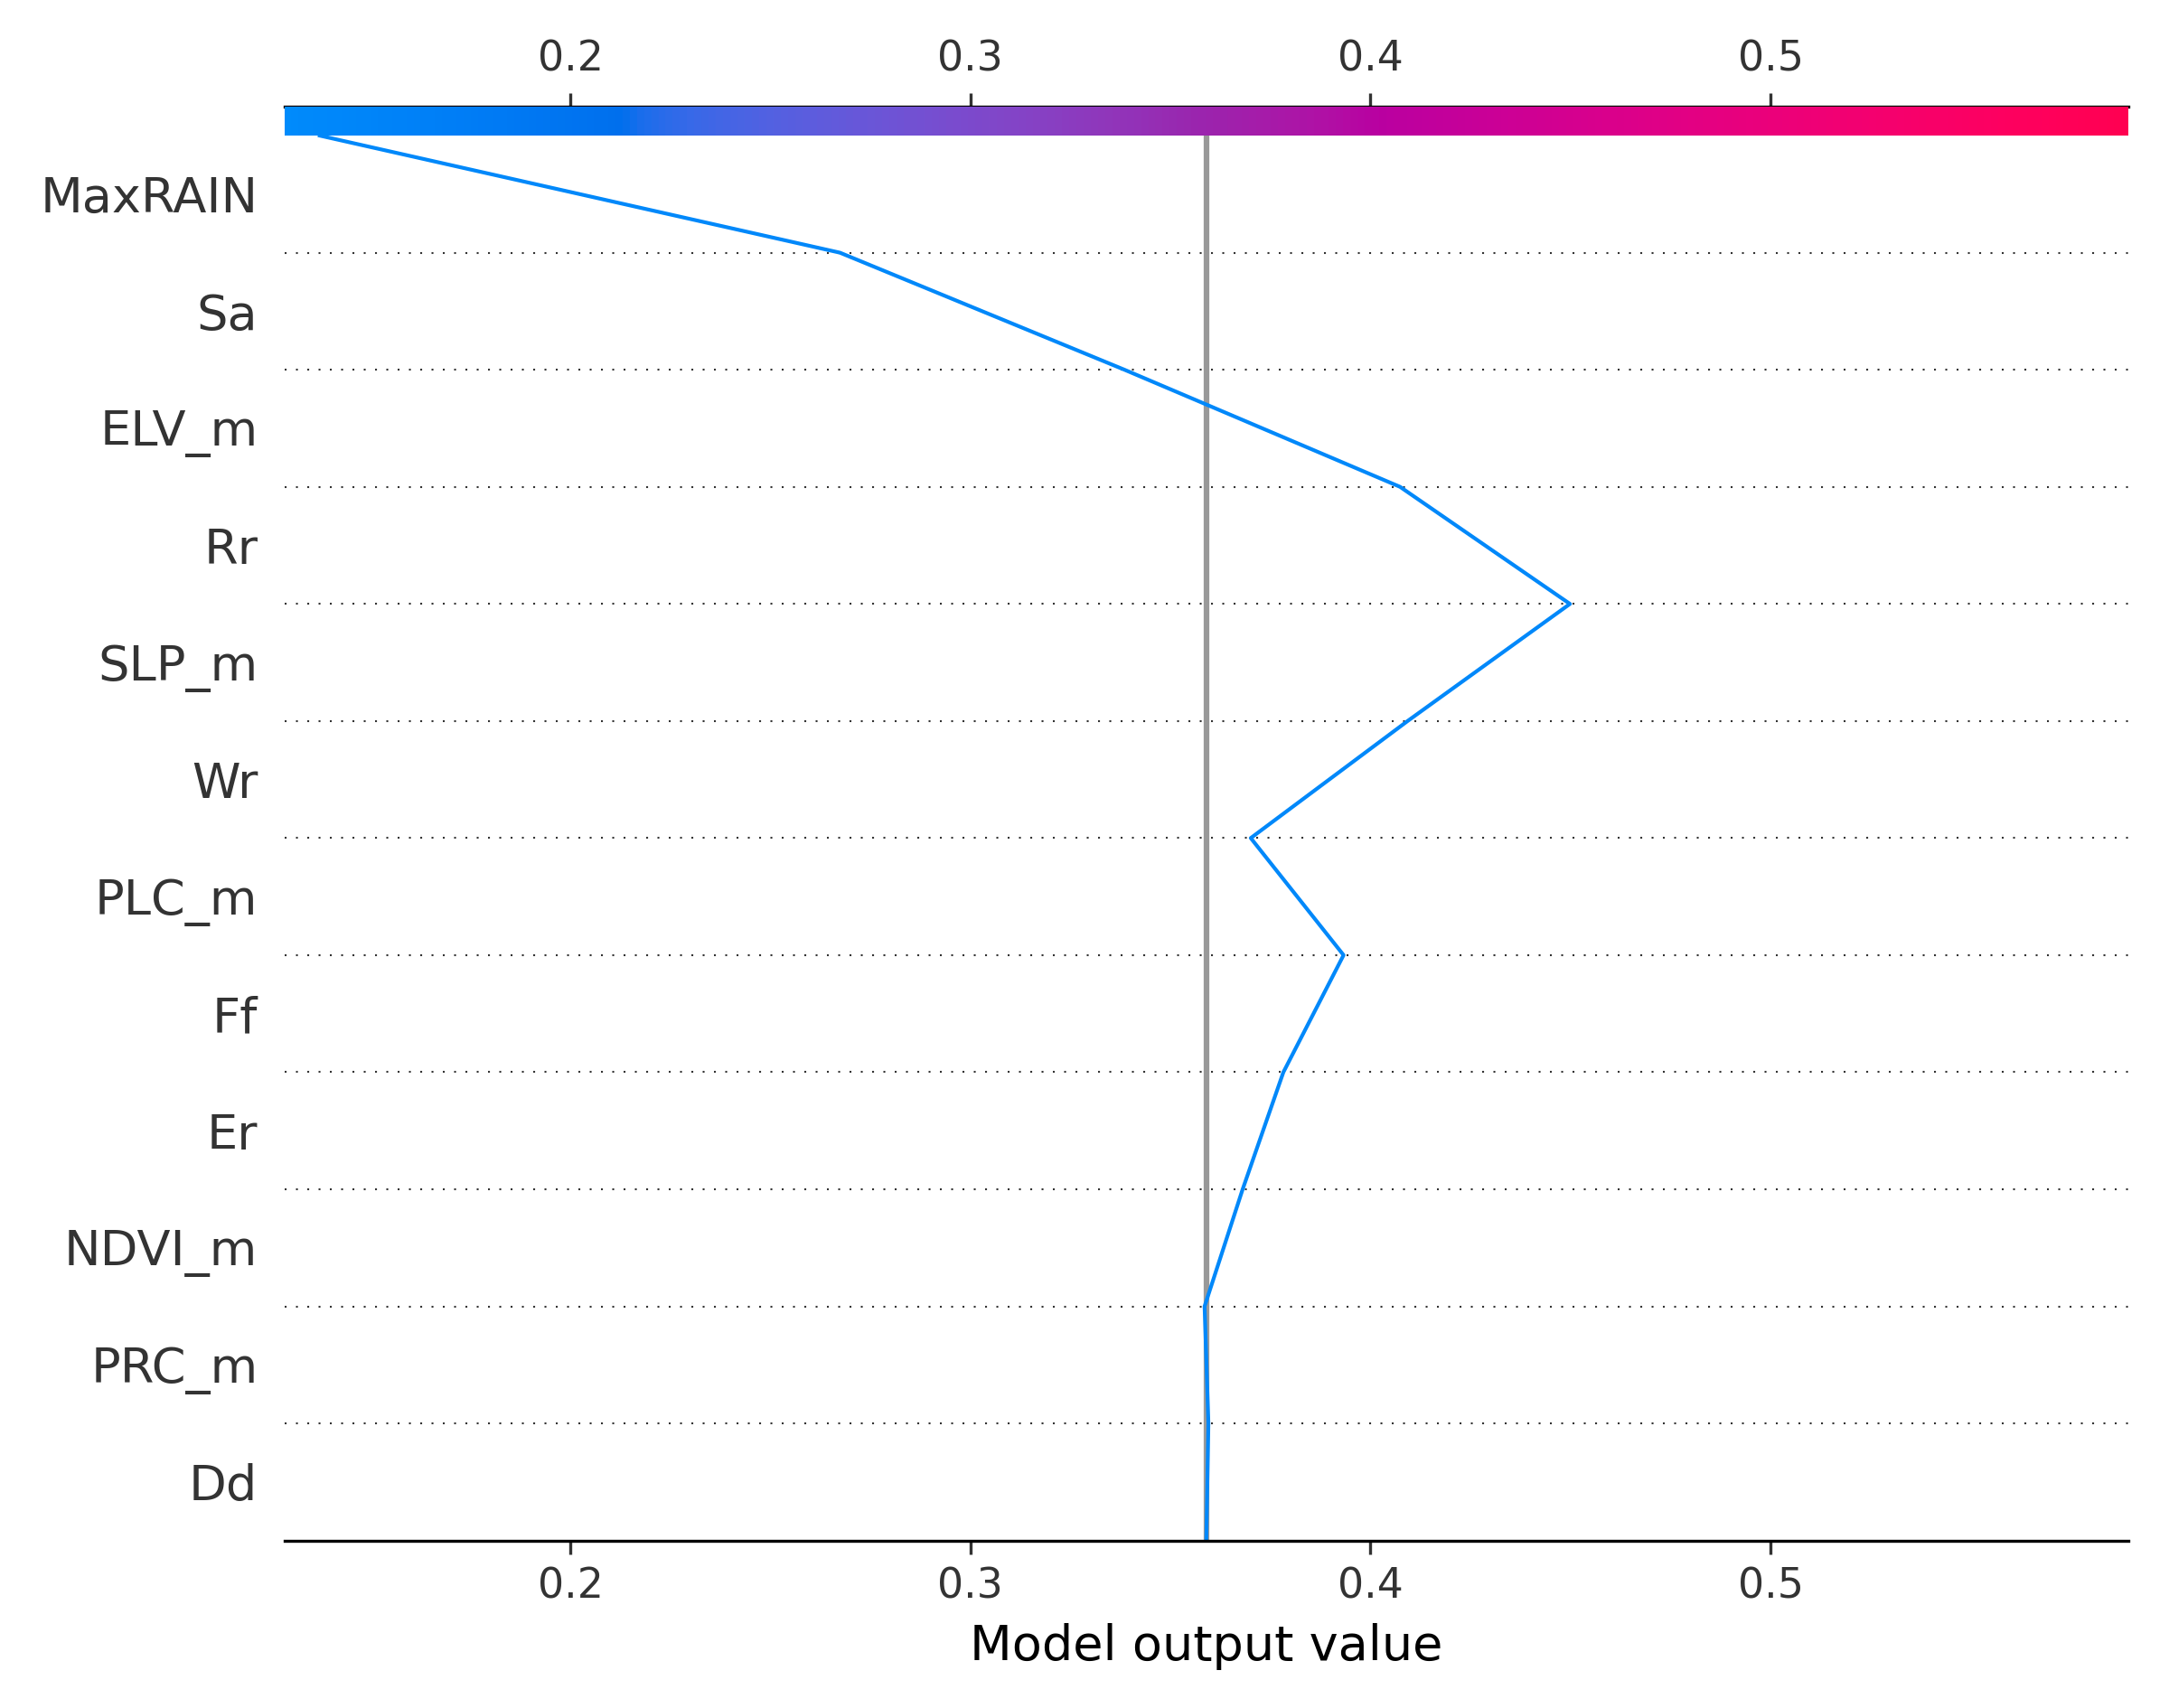 0.2 0.3 0.4 0.5
MaxRAIN
Sa
ELV_m
Rr
SLP_m
Wr
PLC_m
Ff
Er
NDVI_m
PRC_m
Dd
0.2 0.3 0.4 0.5
Model output value